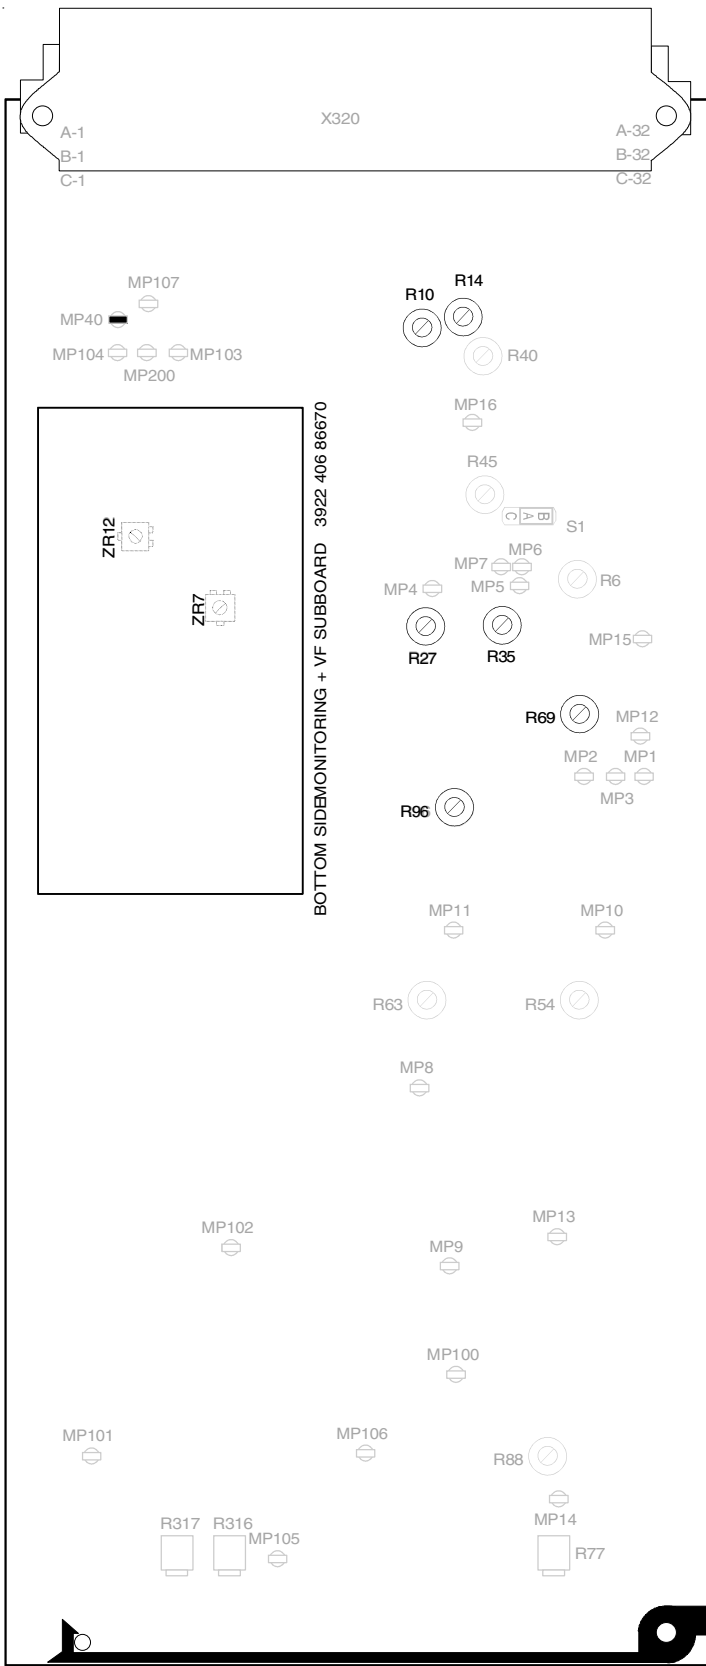 X320
A-1
A-32
B-1
B-32
C-1
C-32
MP107
R14
R10
MP40
MP104
MP103
R40
MP200
MP16
BOTTOM SIDEMONITORING + VF SUBBOARD 3922 406 86670
R45
C A B
S1
ZR12
MP6
MP7
R6
MP5
MP4
ZR7
MP15
R27
R35
R69
MP12
MP2
MP1
MP3
R96
MP11
MP10
R63
R54
MP8
MP13
MP102
MP9
MP100
MP101
MP106
R88
MP14
R317
R316
MP105
R77